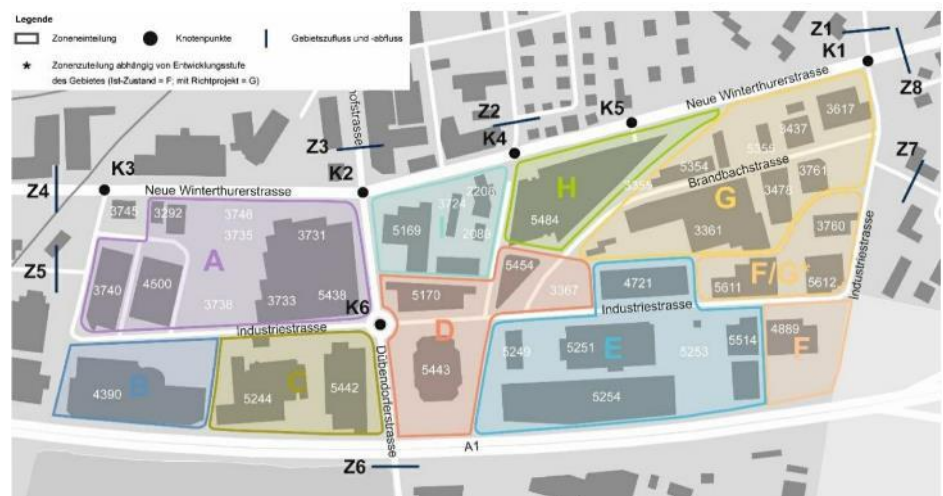 Legende
Zoneneinteilung
Knotenpunkte
Gebietszufluss und -abfluss
* Zonenzuteilung abhängig von Entwicklungsstufe
des Gebietes (Ist-Zustand = F; mit Richtprojekt = G)
Z1
K1
Z8
Neue Winterthurerstrasse
K5
Z2
K4
hofstrasse
Z3
K2
K3
Neue Winterthurerstrasse
Z4
Z5
Z7
3617
3437
5354
3761
Brandbachstrasse
3478
G
3361
3760
H
5484
2206
3724
5169
2089
3745
3292
3746
3735
3731
A
3740
4600
3738
3733
5438
K6
5454
3367
5170
D
4721
F/G*
5611
5612
Industriestrasse
Industriestrasse
Industriestrasse
B
4390
C
5244
5442
Dübendorferstrasse
5443
5249
5251
E
5253
5514
5254
4889
F
A1
Z6